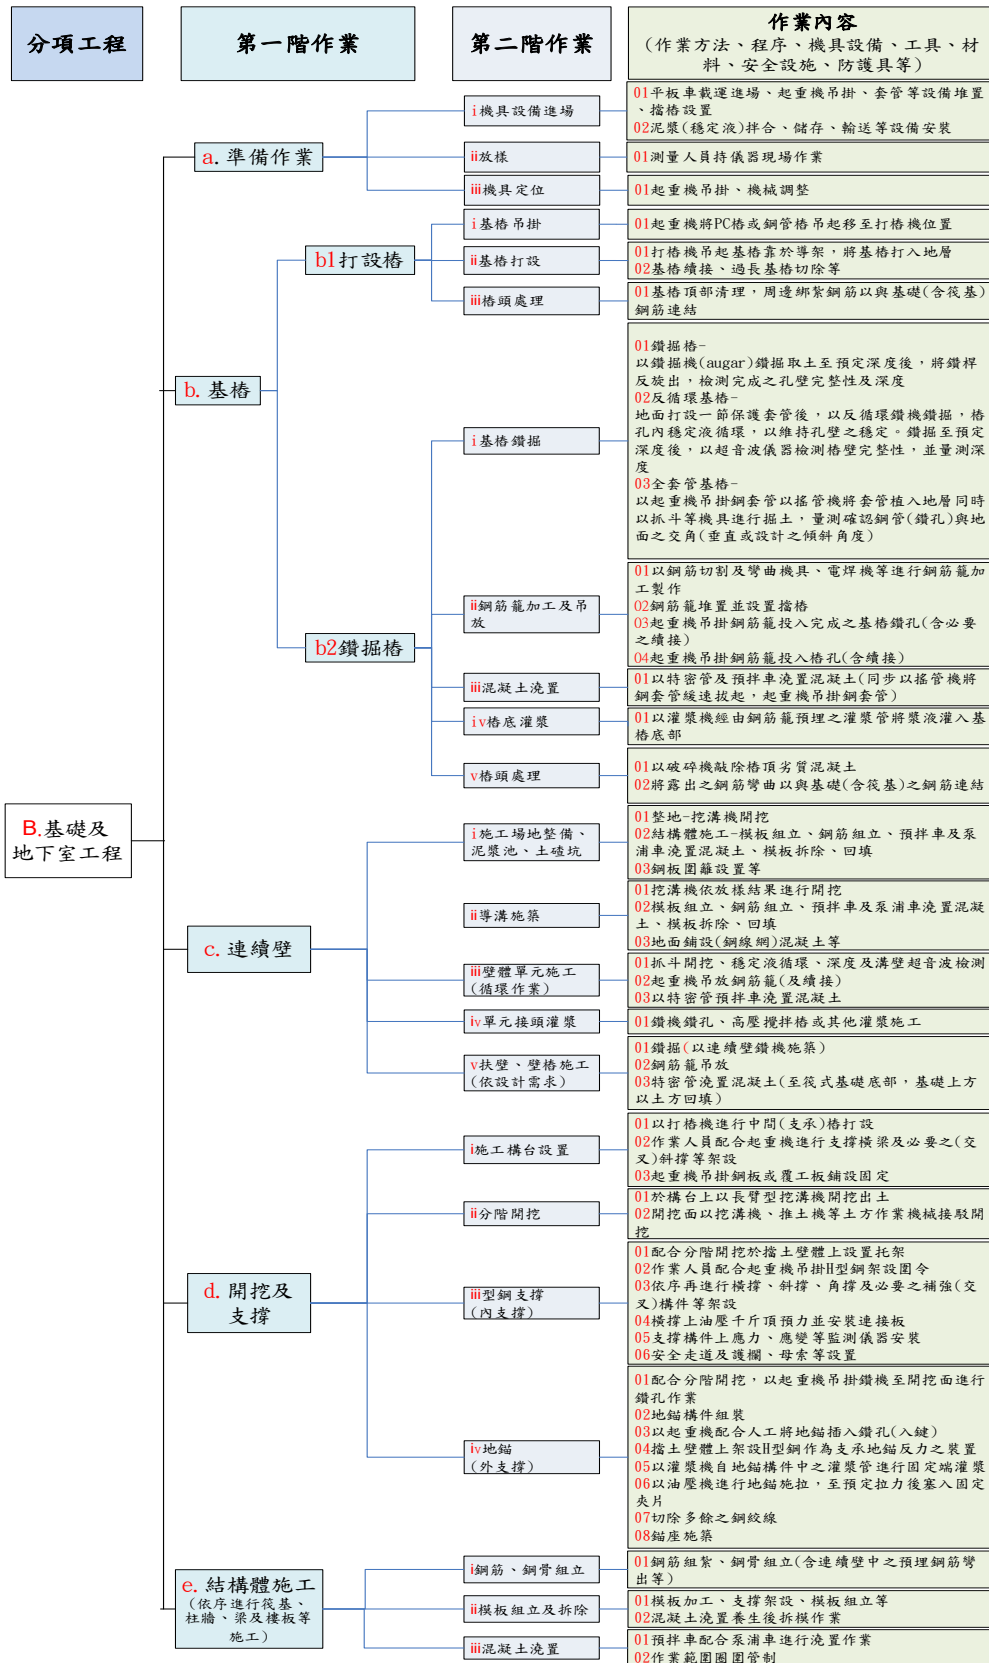 分項工程
第一階作業
第二階作業
作業內容
(作業方法、程序、機具設備、工具、材
料、安全設施、防護具等)
B.基礎及
地下室工程
a. 準備作業
i機具設備進場
01平板車載運進場、起重機吊掛、套管等設備堆置
、擋樁設置
02泥漿(穩定液)拌合、儲存、輸送等設備安裝
ii放樣
01測量人員持儀器現場作業
iii機具定位
01起重機吊掛、機械調整
b. 基樁
b1打設樁
i基樁吊掛
01起重機將PC樁或鋼管樁吊起移至打樁機位置
ii基樁打設
01打樁機吊起基樁靠於導架，將基樁打入地層
02基樁續接、過長基樁切除等
iii樁頭處理
01基樁頂部清理，周邊綁紮鋼筋以與基礎(含筏基)
鋼筋連結
b2鑽掘樁
i基樁鑽掘
01鑽掘樁-
以鑽掘機(augar)鑽掘取土至預定深度後，將鑽桿
反旋出，檢測完成之孔壁完整性及深度
02反循環基樁-
地面打設一節保護套管後，以反循環鑽機鑽掘，樁
孔內穩定液循環，以維持孔壁之穩定。鑽掘至預定
深度後，以超音波儀器檢測樁壁完整性，並量測深
度
03全套管基樁-
以起重機吊掛鋼套管以搖管機將套管植入地層同時
以抓斗等機具進行掘土，量測確認鋼管(鑽孔)與地
面之交角(垂直或設計之傾斜角度)
ii鋼筋籠加工及吊
放
01以鋼筋切割及彎曲機具、電焊機等進行鋼筋籠加
工製作
02鋼筋籠堆置並設置擋樁
03起重機吊掛鋼筋籠投入完成之基樁鑽孔(含必要
之續接)
04起重機吊掛鋼筋籠投入樁孔(含續接)
iii混凝土澆置
01以特密管及預拌車澆置混凝土(同步以搖管機將
鋼套管緩速拔起，起重機吊掛鋼套管)
iv樁底灌漿
01以灌漿機經由鋼筋籠預埋之灌漿管將漿液灌入基
樁底部
v樁頭處理
01以破碎機敲除樁頂劣質混凝土
02將露出之鋼筋彎曲以與基礎(含筏基)之鋼筋連結
c. 連續壁
i施工場地整備、
泥漿池、土碴坑
01整地-挖溝機開挖
02結構體施工-模板組立、鋼筋組立、預拌車及泵
浦車澆置混凝土、模板拆除、回填
03鋼板圍籬設置等
ii導溝施築
01挖溝機依放樣結果進行開挖
02模板組立、鋼筋組立、預拌車及泵浦車澆置混凝
土、模板拆除、回填
03地面鋪設(鋼線網)混凝土等
iii壁體單元施工
(循環作業)
01抓斗開挖、穩定液循環、深度及溝壁超音波檢測
02起重機吊放鋼筋籠(及續接)
03以特密管預拌車澆置混凝土
iv單元接頭灌漿
01鑽機鑽孔、高壓攪拌樁或其他灌漿施工
v扶壁、壁樁施工
(依設計需求)
01鑽掘(以連續壁鑽機施築)
02鋼筋籠吊放
03特密管澆置混凝土(至筏式基礎底部，基礎上方
以土方回填)
d. 開挖及
支撐
i施工構台設置
01以打樁機進行中間(支承)樁打設
02作業人員配合起重機進行支撐橫梁及必要之(交
叉)斜撐等架設
03起重機吊掛鋼板或覆工板鋪設固定
ii分階開挖
01於構台上以長臂型挖溝機開挖出土
02開挖面以挖溝機、推土機等土方作業機械接駁開
挖
iii型鋼支撐
(內支撐)
01配合分階開挖於擋土壁體上設置托架
02作業人員配合起重機吊掛H型鋼架設圍令
03依序再進行橫撐、斜撐、角撐及必要之補強(交
叉)構件等架設
04橫撐上油壓千斤頂預力並安裝連接板
05支撐構件上應力、應變等監測儀器安裝
06安全走道及護欄、母索等設置
iv地錨
(外支撐)
01配合分階開挖，以起重機吊掛鑽機至開挖面進行
鑽孔作業
02地錨構件組裝
03以起重機配合人工將地錨插入鑽孔(入鍵)
04擋土壁體上架設H型鋼作為支承地錨反力之裝置
05以灌漿機自地錨構件中之灌漿管進行固定端灌漿
06以油壓機進行地錨施拉，至預定拉力後塞入固定
夾片
07切除多餘之鋼絞線
08錨座施築
e. 結構體施工
(依序進行筏基、
柱牆、梁及樓板等
施工)
i鋼筋、鋼骨組立
01鋼筋組紮、鋼骨組立(含連續壁中之預埋鋼筋彎
出等)
ii模板組立及拆除
01模板加工、支撐架設、模板組立等
02混凝土澆置養生後拆模作業
iii混凝土澆置
01預拌車配合泵浦車進行澆置作業
02作業範圍圈圍管制